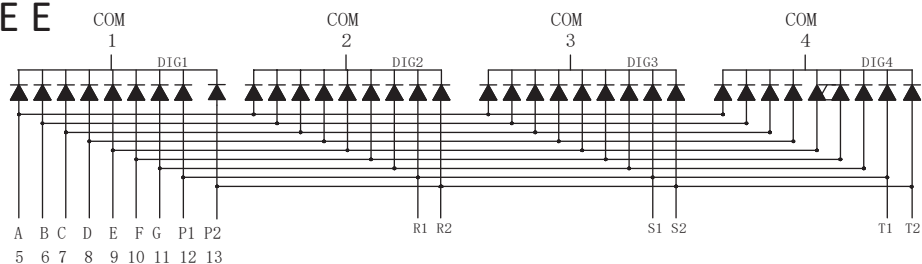 EE
COM COM COM COM
1 2 3 4
DIG1 DIG2 DIG3 DIG4
A B C D E F G P1 P2 R1 R2 S1 S2 T1 T2
5 6 7 8 9 10 11 12 13